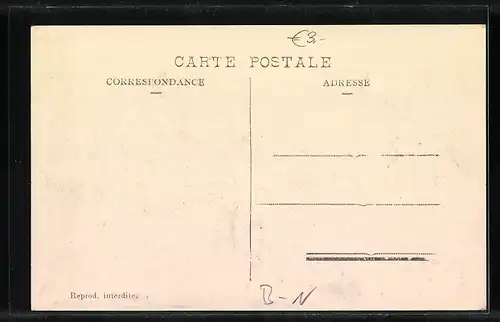 €3,-
CARTE POSTALE
CORRESPONDANCE
ADRESSE
Reprod. interdite.
B-N